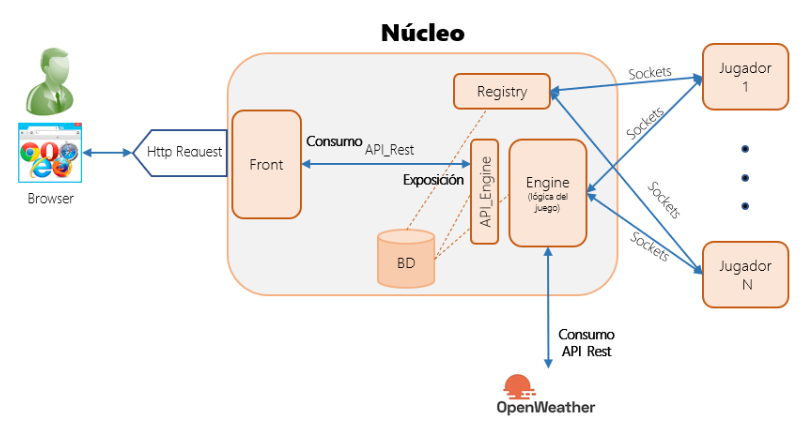 Núcleo
Registry
Sockets
Jugador
1
Http Request
Front
Consumo
API_Rest
Exposición
API_Engine
Engine
(lógica del
juego)
Sockets
Sockets
Sockets
Browser
BD
Jugador
N
Consumo
API Rest
OpenWeather